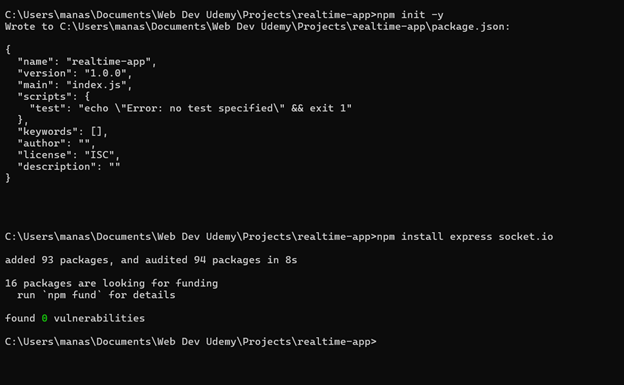 C:\Users\manas\Documents\Web Dev Udemy\Projects\realtime-app>npm init -y
Wrote to C:\Users\manas\Documents\Web Dev Udemy\Projects\realtime-app\package.json:
{
  "name": "realtime-app",
  "version": "1.0.0",
  "main": "index.js",
  "scripts": {
    "test": "echo \"Error: no test specified\" && exit 1"
  },
  "keywords": [],
  "author": "",
  "license": "ISC",
  "description": ""
}
C:\Users\manas\Documents\Web Dev Udemy\Projects\realtime-app>npm install express socket.io
added 93 packages, and audited 94 packages in 8s
16 packages are looking for funding
  run `npm fund` for details
found 0 vulnerabilities
C:\Users\manas\Documents\Web Dev Udemy\Projects\realtime-app>